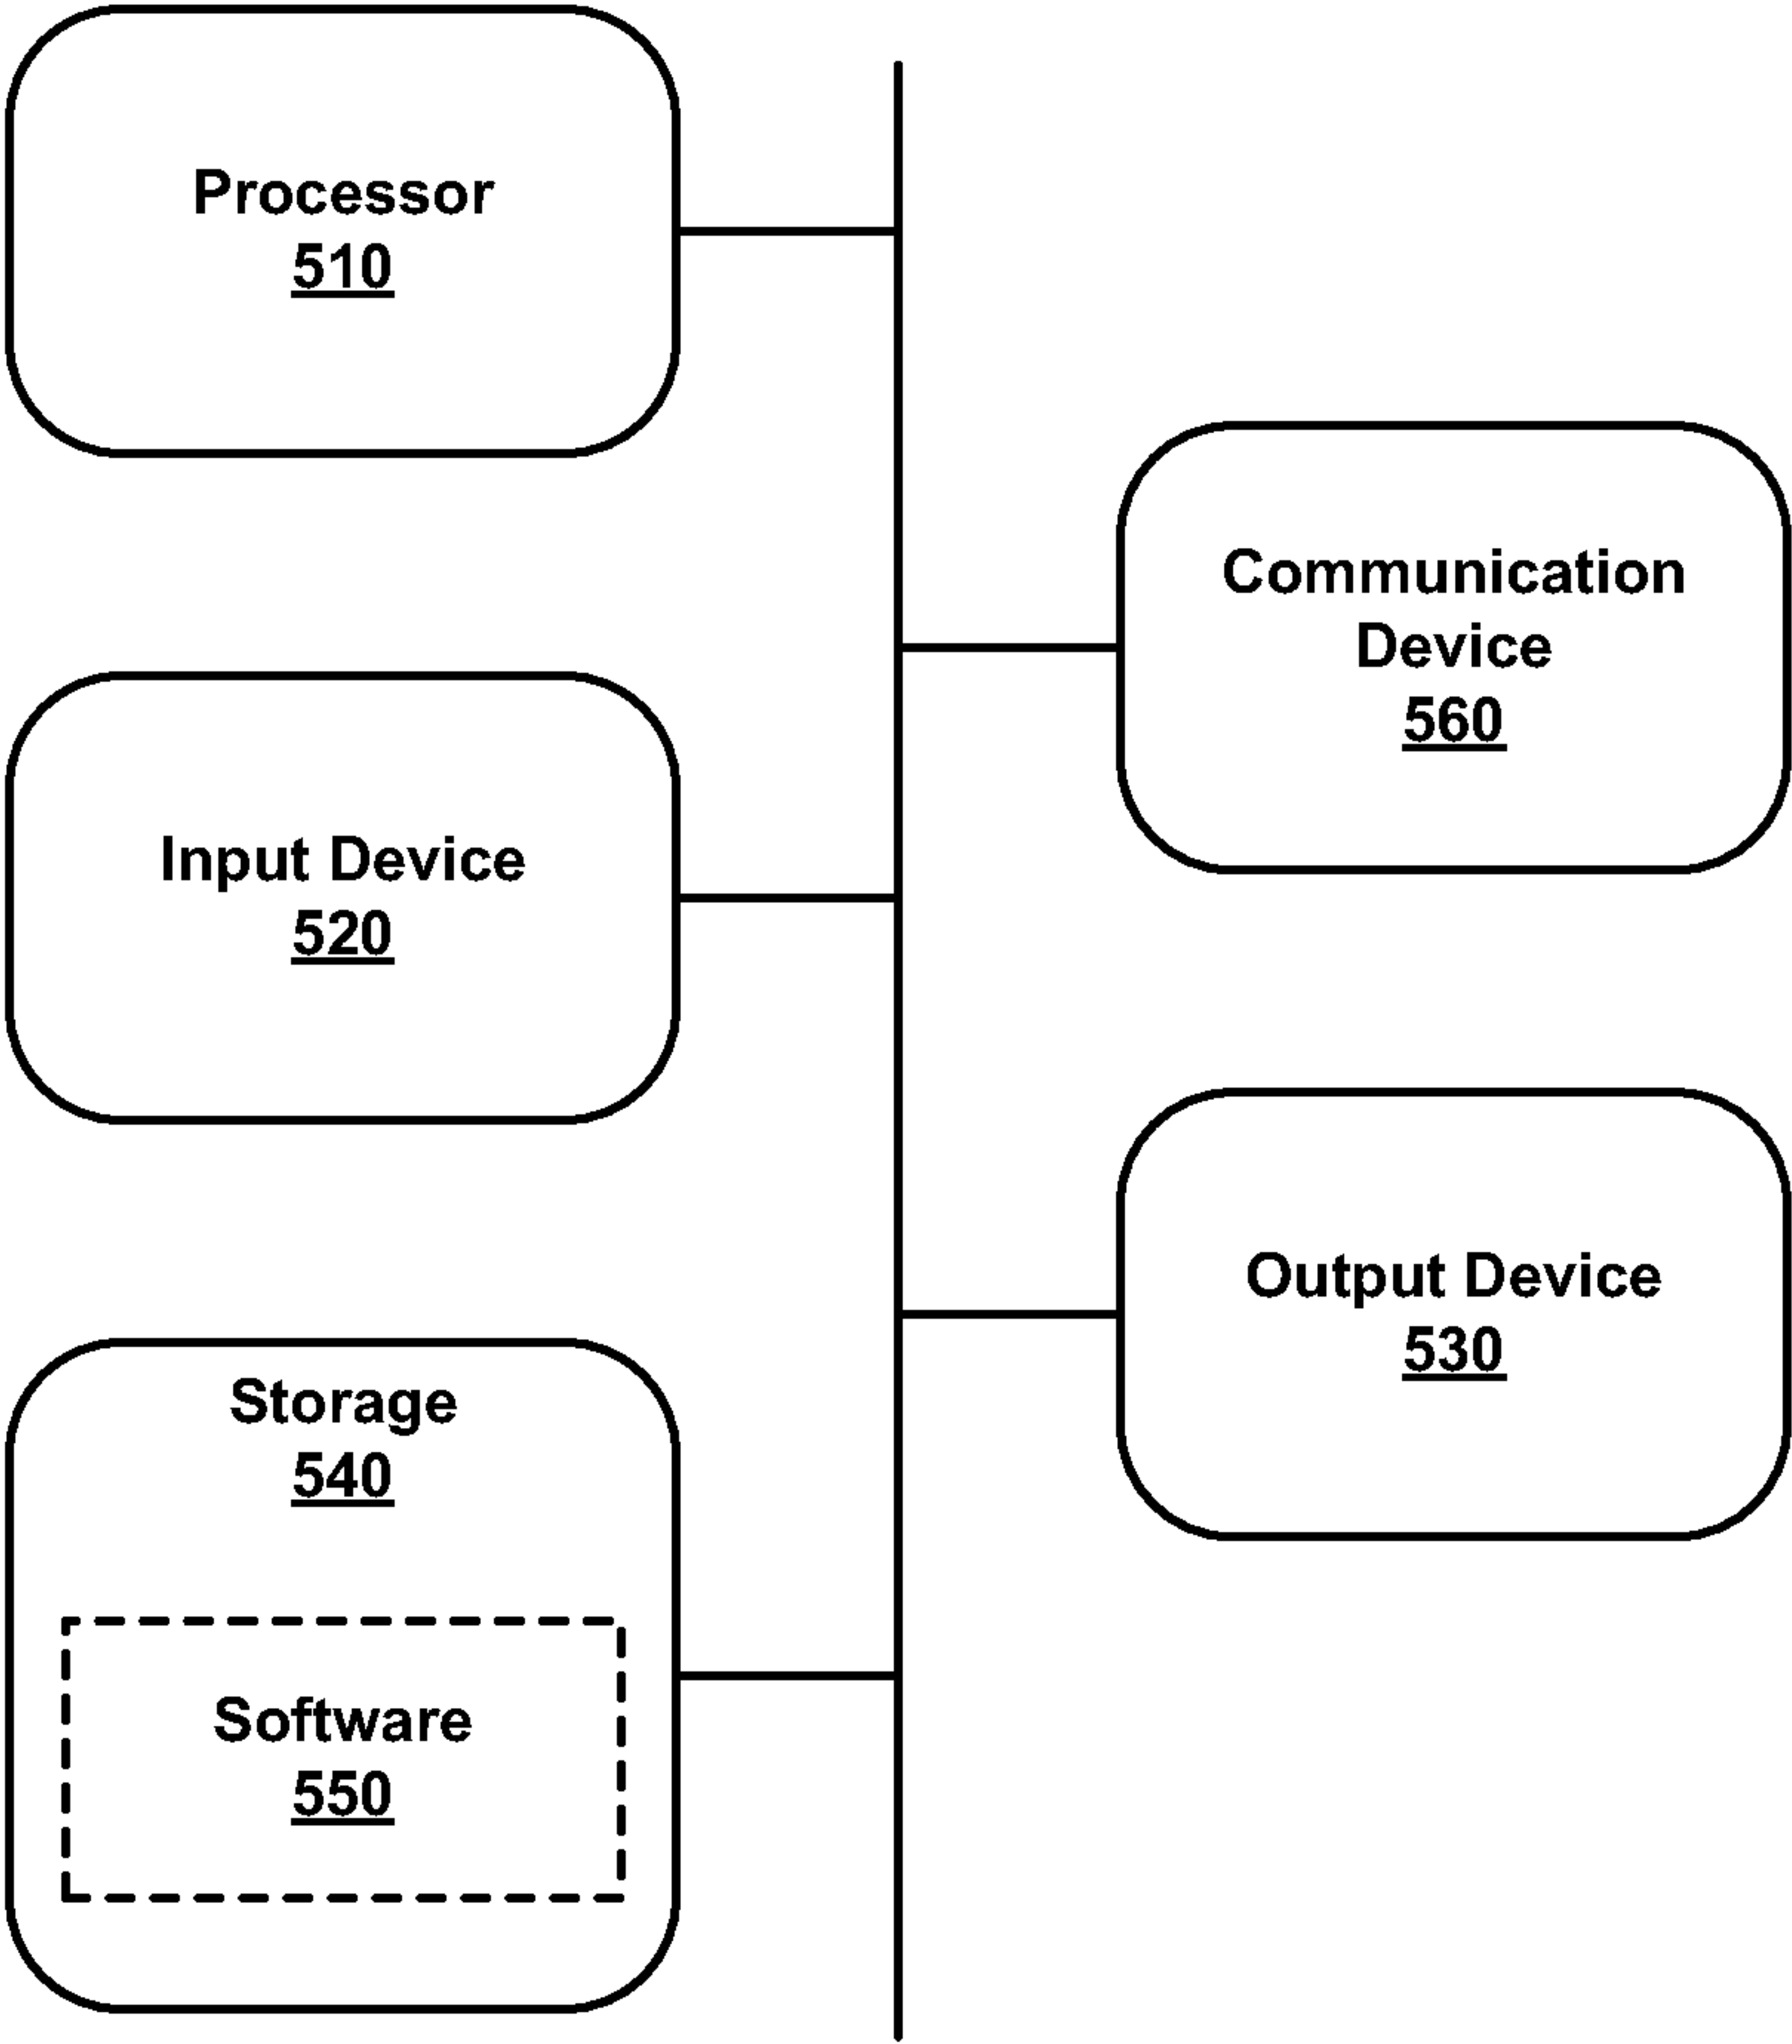 Processor
510
Communication
Device
560
Input Device
520
Output Device
530
Storage
540
Software
550